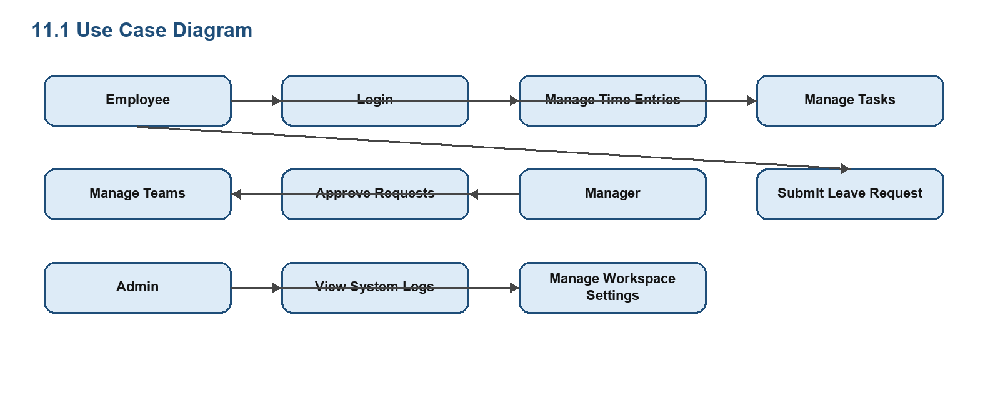 11.1 Use Case Diagram
Employee
Login
Manage Time Entries
Manage Tasks
Manage Teams
Approve Requests
Manager
Submit Leave Request
Admin
View System Logs
Manage Workspace
Settings